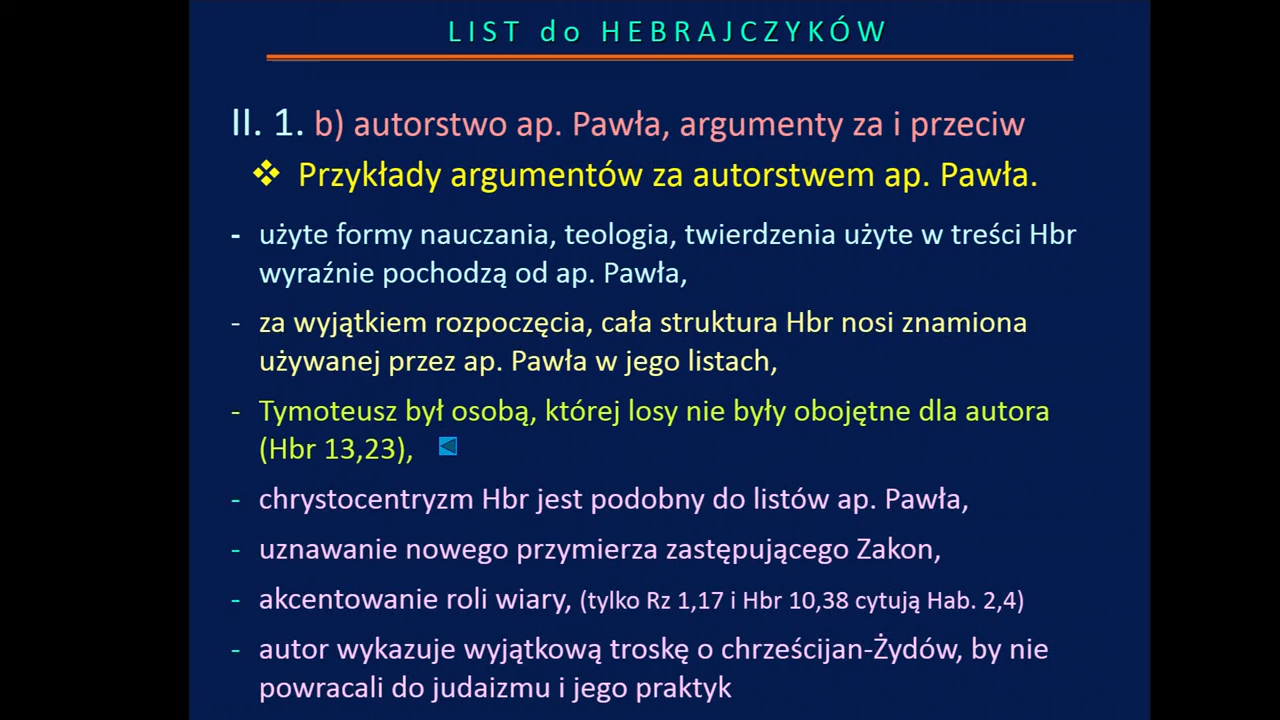 LIST do HEBRAJCZYKÓW
II. 1. b) autorstwo ap. Pawła, argumenty za i przeciw
❖ Przykłady argumentów za autorstwem ap. Pawła.
- użyte formy nauczania, teologia, twierdzenia użyte w treści Hbr
wyraźnie pochodzą od ap. Pawła,
- za wyjątkiem rozpoczęcia, cała struktura Hbr nosi znamiona
używanej przez ap. Pawła w jego listach,
- Tymoteusz był osobą, której losy nie były obojętne dla autora
(Hbr 13,23),
- chrystocentryzm Hbr jest podobny do listów ap. Pawła,
- uznawanie nowego przymierza zastępującego Zakon,
- akcentowanie roli wiary, (tylko Rz 1,17 i Hbr 10,38 cytują Hab. 2,4)
- autor wykazuje wyjątkową troskę o chrześcijan-Żydów, by nie
powracali do judaizmu i jego praktyk